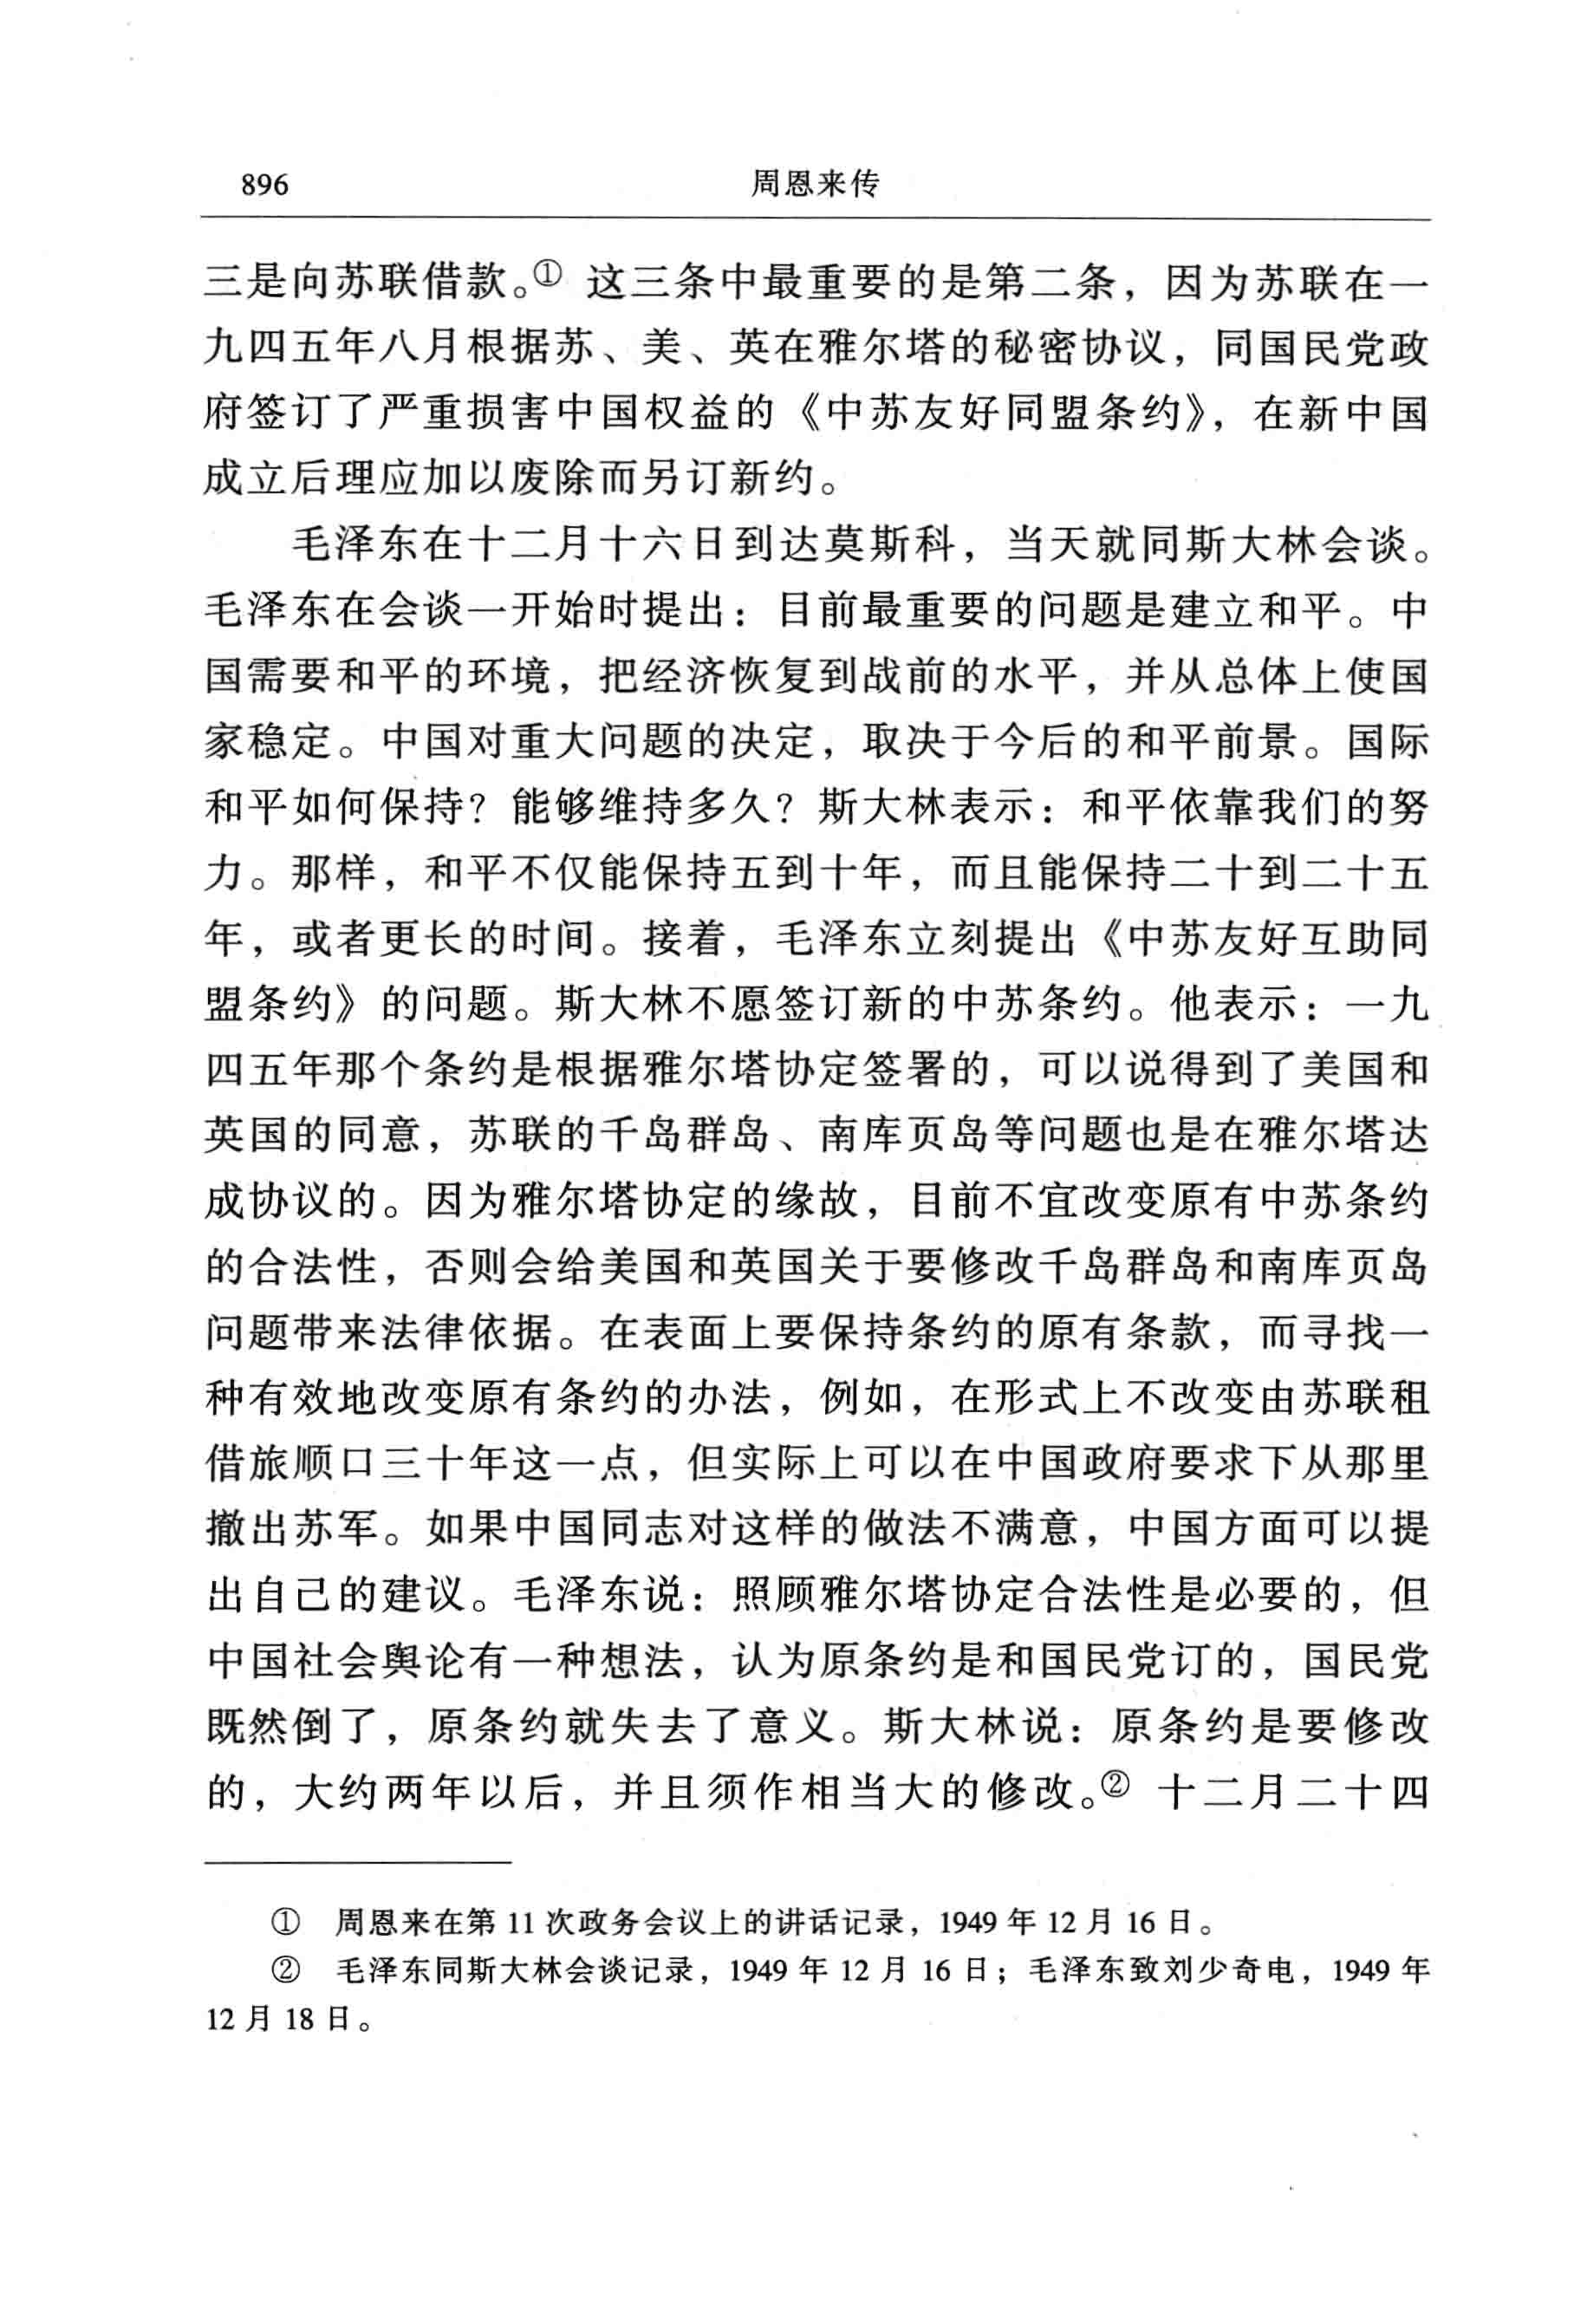 896
周恩来传
三是向苏联借款。① 这三条中最重要的是第二条，因为苏联在一
九四五年八月根据苏、美、英在雅尔塔的秘密协议，同国民党政
府签订了严重损害中国权益的《中苏友好同盟条约》，在新中国
成立后理应加以废除而另订新约。
毛泽东在十二月十六日到达莫斯科，当天就同斯大林会谈。
毛泽东在会谈一开始时提出：目前最重要的问题是建立和平。中
国需要和平的环境，把经济恢复到战前的水平，并从总体上使国
家稳定。中国对重大问题的决定，取决于今后的和平前景。国际
和平如何保持？能够维持多久？斯大林表示：和平依靠我们的努
力。那样，和平不仅能保持五到十年，而且能保持二十到二十五
年，或者更长的时间。接着，毛泽东立刻提出《中苏友好互助同
盟条约》的问题。斯大林不愿签订新的中苏条约。他表示：一九
四五年那个条约是根据雅尔塔协定签署的，可以说得到了美国和
英国的同意，苏联的千岛群岛、南库页岛等问题也是在雅尔塔达
成协议的。因为雅尔塔协定的缘故，目前不宜改变原有中苏条约
的合法性，否则会给美国和英国关于要修改千岛群岛和南库页岛
问题带来法律依据。在表面上要保持条约的原有条款，而寻找一
种有效地改变原有条约的办法，例如，在形式上不改变由苏联租
借旅顺口三十年这一点，但实际上可以在中国政府要求下从那里
撤出苏军。如果中国同志对这样的做法不满意，中国方面可以提
出自己的建议。毛泽东说：照顾雅尔塔协定合法性是必要的，但
中国社会舆论有一种想法，认为原条约是和国民党订的，国民党
既然倒了，原条约就失去了意义。斯大林说：原条约是要修改
的，大约两年以后，并且须作相当大的修改。② 十二月二十四
① 周恩来在第 11 次政务会议上的讲话记录，1949 年 12 月 16 日。
② 毛泽东同斯大林会谈记录，1949 年 12 月 16 日；毛泽东致刘少奇电，1949 年
12 月 18 日。